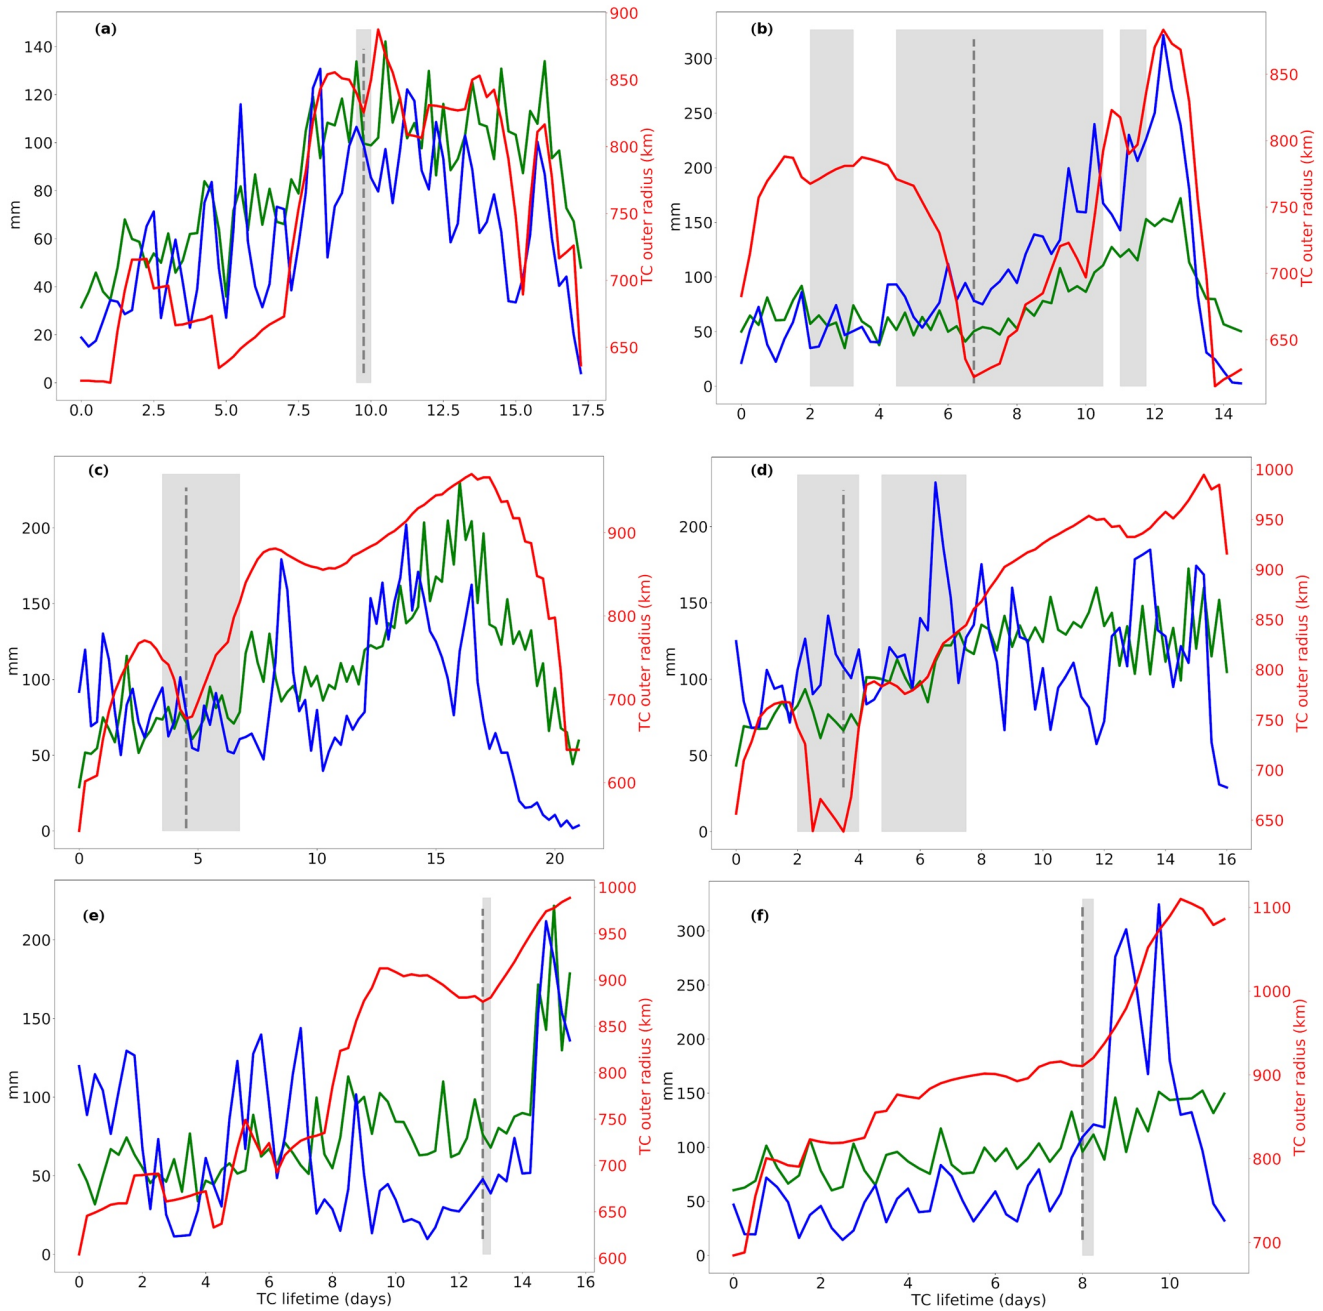 (a)
140
120
100
80
60
40
20
0
mm
0.0 2.5 5.0 7.5 10.0 12.5 15.0 17.5
900
850
800
750
700
650
TC outer radius (km)
(b)
300
250
200
150
100
50
0
mm
0 2 4 6 8 10 12 14
850
800
750
700
650
TC outer radius (km)
(c)
200
150
100
50
0
mm
0 5 10 15 20
900
800
700
600
TC outer radius (km)
(d)
200
150
100
50
0
mm
0 2 4 6 8 10 12 14 16
1000
950
900
850
800
750
700
650
TC outer radius (km)
(e)
200
150
100
50
0
mm
0 2 4 6 8 10 12 14 16
TC lifetime (days)
1000
950
900
850
800
750
700
650
600
TC outer radius (km)
(f)
300
250
200
150
100
50
0
mm
0 2 4 6 8 10
TC lifetime (days)
1100
1000
900
800
700
TC outer radius (km)